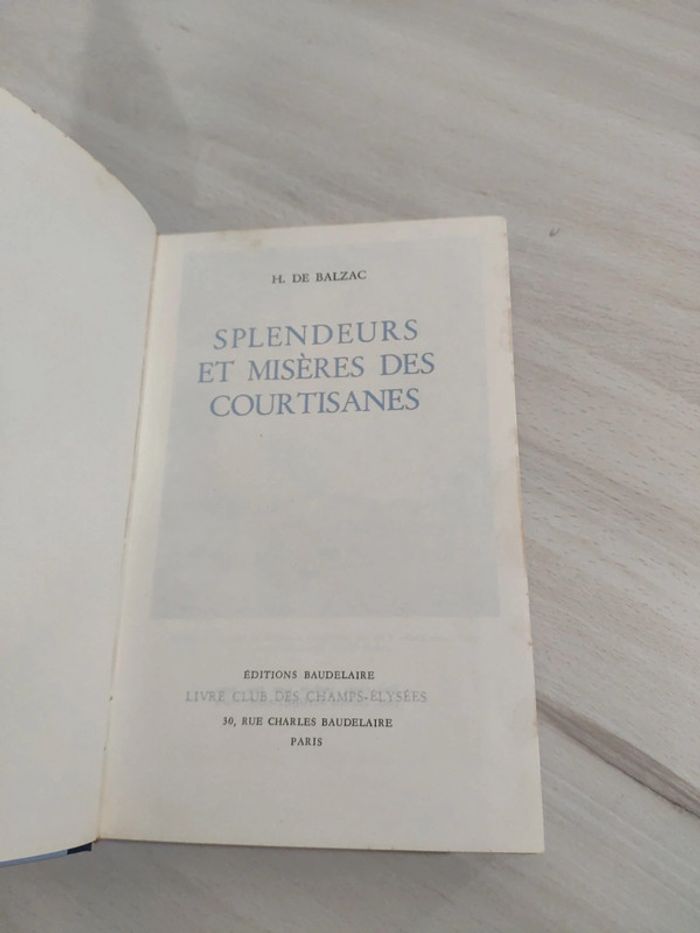 H. DE BALZAC
SPLENDEURS
ET MISÈRES DES
COURTISANES
ÉDITIONS BAUDELAIRE
LIVRE CLUB DES CHAMPS-ÉLYSÉES
30, RUE CHARLES BAUDELAIRE
PARIS